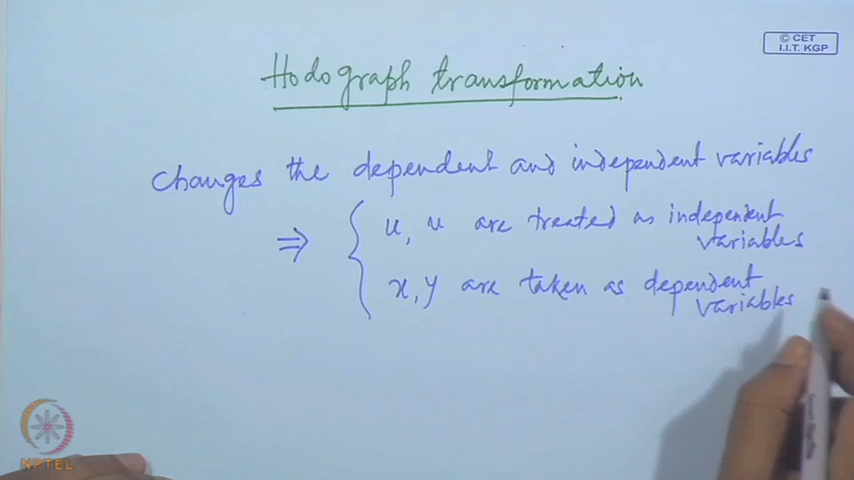 © CET
I.I.T. KGP
Hodograph transformation
changes the dependent and independent variables
⇒ { u, u are treated as independent
variables
x, y are taken as dependent
variables
NPTEL